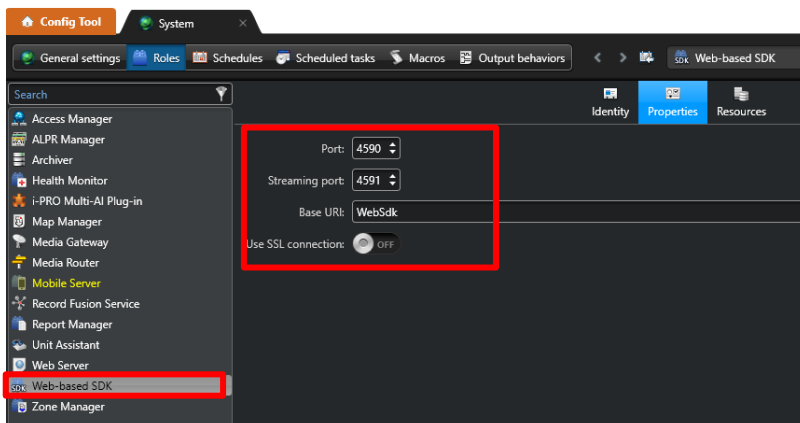 Config Tool
System
General settings
Roles
Schedules
Scheduled tasks
Macros
Output behaviors
SDK
Web-based SDK
Search
Identity
Properties
Resources
Access Manager
ALPR Manager
Archiver
Health Monitor
i-PRO Multi-AI Plug-in
Map Manager
Media Gateway
Media Router
Mobile Server
Record Fusion Service
Report Manager
Unit Assistant
Web Server
SDK Web-based SDK
Zone Manager
Port: 4590
Streaming port: 4591
Base URI: WebSdk
Use SSL connection: OFF